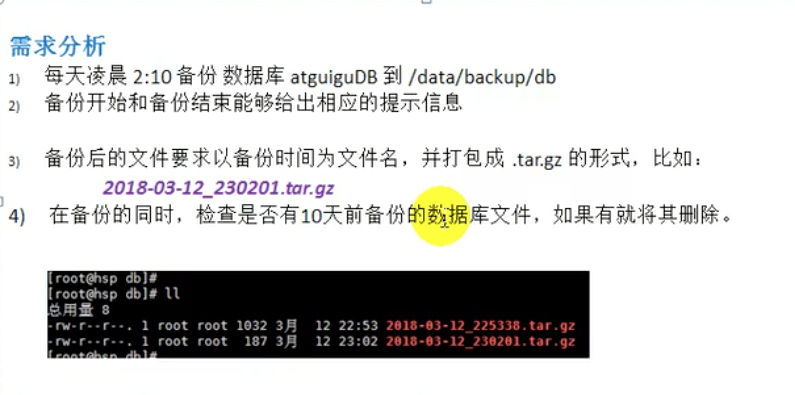 需求分析
1) 每天凌晨 2:10 备份 数据库 atguiguDB 到 /data/backup/db
2) 备份开始和备份结束能够给出相应的提示信息
3) 备份后的文件要求以备份时间为文件名，并打包成 .tar.gz 的形式，比如：
2018-03-12_230201.tar.gz
4) 在备份的同时，检查是否有10天前备份的数据库文件，如果有就将其删除。
[root@hsp db]#
[root@hsp db]# ll
总用量 8
-rw-r--r--. 1 root root 1032 3月 12 22:53 2018-03-12_225338.tar.gz
-rw-r--r--. 1 root root 187 3月 12 23:02 2018-03-12_230201.tar.gz
[root@hsp db]#